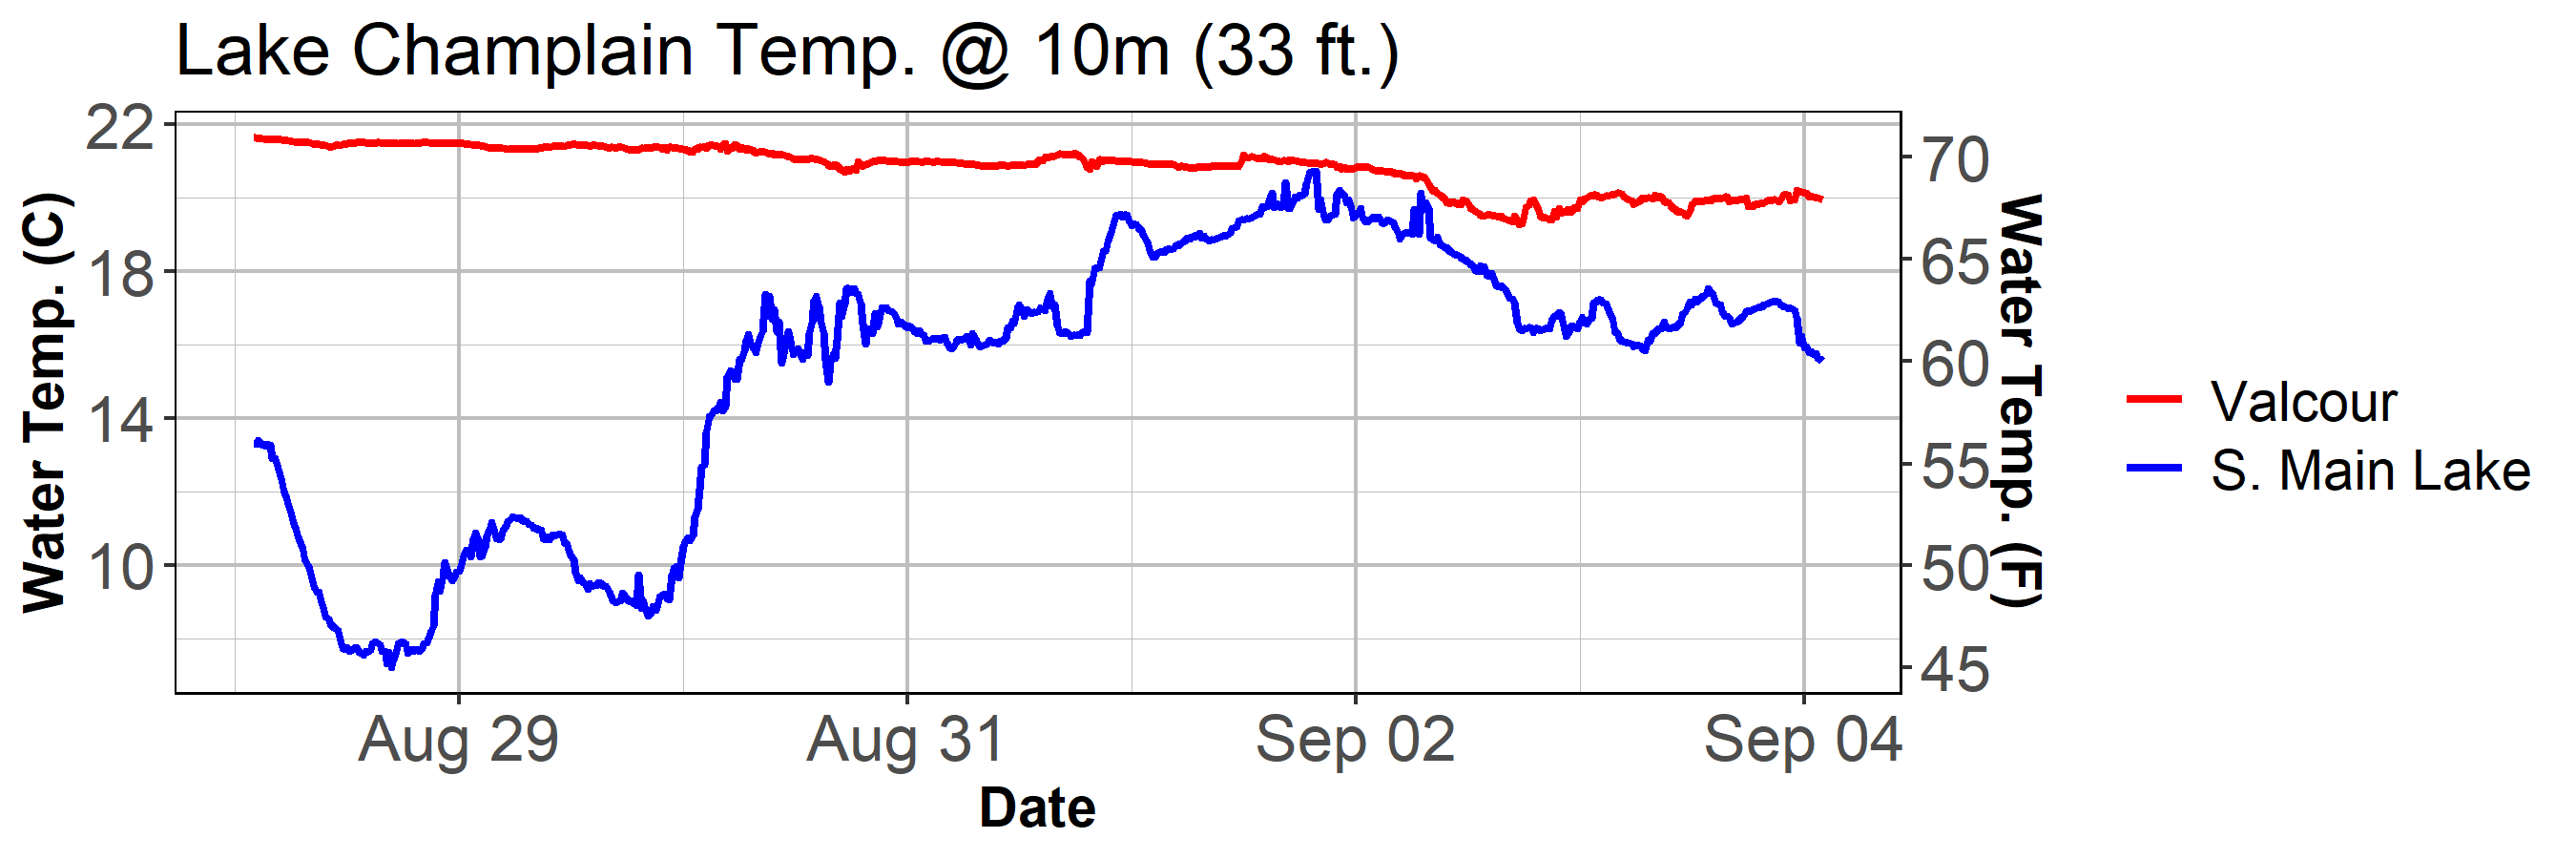 Lake Champlain Temp. @ 10m (33 ft.)
Water Temp. (C)
22
18
14
10
70
65
60
55
50
45
Water Temp. (F)
Aug 29
Aug 31
Sep 02
Sep 04
Date
Valcour
S. Main Lake